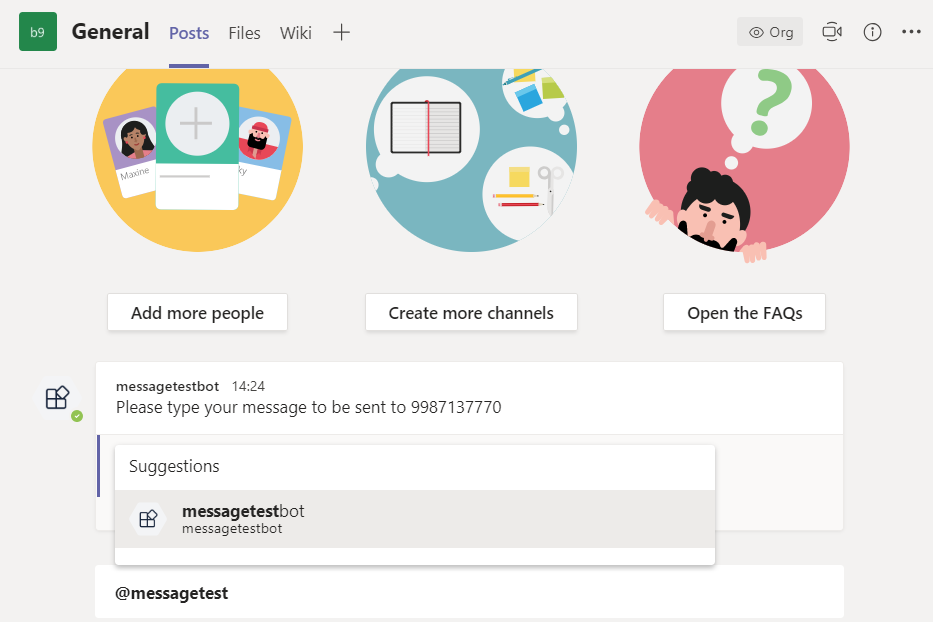 b9 General Posts Files Wiki Org
Maxine ky
Add more people Create more channels Open the FAQs
messagetestbot 14:24
Please type your message to be sent to 9987137770
Suggestions
messagetestbot
messagetestbot
@messagetest